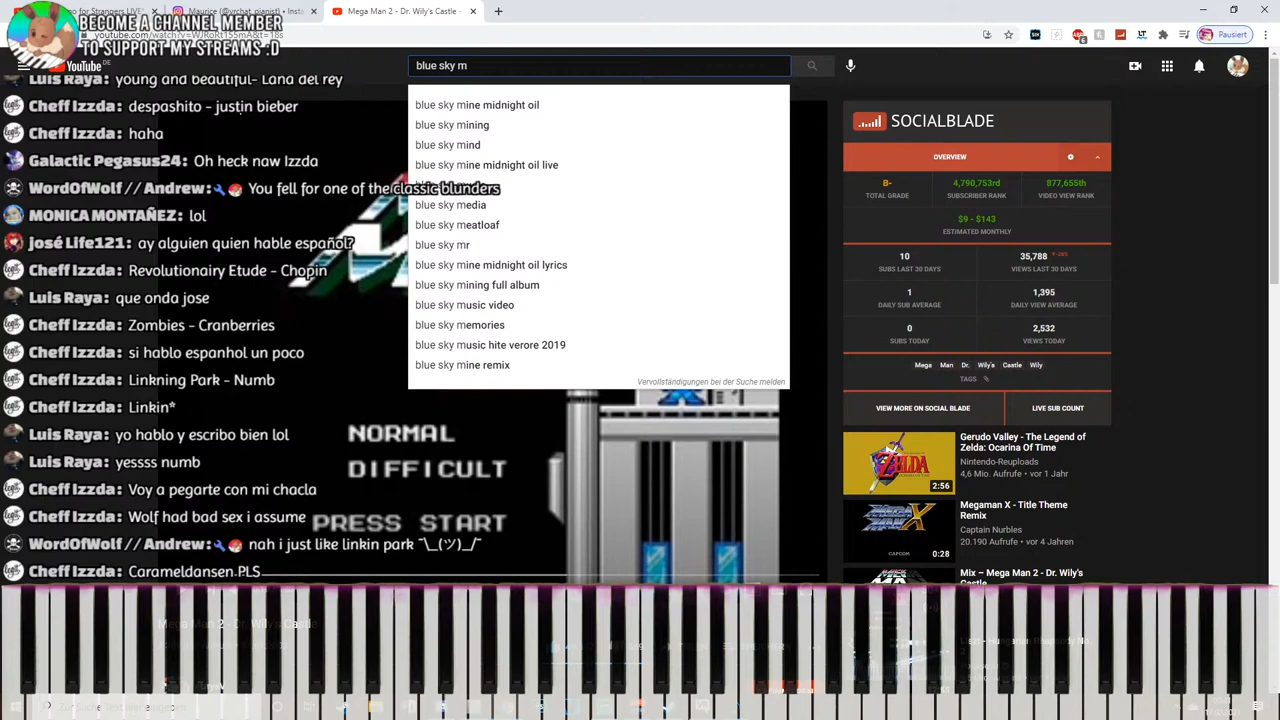 Maurice (@vrchat_pianist) • Insta
Mega Man 2 - Dr. Wily's Castle -
BECOME A CHANNEL MEMBER
TO SUPPORT MY STREAMS :D
Pausiert
YouTube DE
blue sky m
blue sky mine midnight oil
blue sky mining
blue sky mind
blue sky mine midnight oil live
blue sky media
blue sky meatloaf
blue sky mr
blue sky mine midnight oil lyrics
blue sky mining full album
blue sky music video
blue sky memories
blue sky music hite verore 2019
blue sky mine remix
Vervollständigungen bei der Suche melden
Luis Raya: young and beautiful- Lana del rey
Cheff Izzda: despashito - justin bieber
Cheff Izzda: haha
Galactic Pegasus24: Oh heck naw Izzda
WordOfWolf // Andrew: You fell for one of the classic blunders
MONICA MONTAÑEZ: lol
José Life121: ay alguien quien hable español?
Cheff Izzda: Revolutionary Etude - Chopin
Luis Raya: que onda jose
Cheff Izzda: Zombies - Cranberries
Cheff Izzda: si hablo espanhol un poco
Cheff Izzda: Linkning Park - Numb
Cheff Izzda: Linkin*
Luis Raya: yo hablo y escribo bien lol
Luis Raya: yessss numb
Cheff Izzda: Voy a pegarte con mi chacla
Cheff Izzda: Wolf had bad sex i assume
WordOfWolf // Andrew: nah i just like linkin park ¯\_(ツ)_/¯
Cheff Izzda: Carameldansen PLS
NORMAL
DIFFICULT
PRESS START
SOCIALBLADE
OVERVIEW
B- 4,790,753rd 877,655th
TOTAL GRADE SUBSCRIBER RANK VIDEO VIEW RANK
$9 - $143
ESTIMATED MONTHLY
10 35,788
SUBS LAST 30 DAYS VIEWS LAST 30 DAYS
1 1,395
DAILY SUB AVERAGE DAILY VIEW AVERAGE
0 2,532
SUBS TODAY VIEWS TODAY
Mega Man Dr. Wily's Castle Wily
TAGS
VIEW MORE ON SOCIAL BLADE LIVE SUB COUNT
Gerudo Valley - The Legend of
Zelda: Ocarina Of Time
Nintendo-Reuploads
4,6 Mio. Aufrufe • vor 1 Jahr
2:56
Megaman X - Title Theme
Remix
Captain Nurbles
20.190 Aufrufe • vor 4 Jahren
CAPCOM
0:28
Mix – Mega Man 2 - Dr. Wily's
Castle
Mega Man 2 - Dr. Wily's Castle